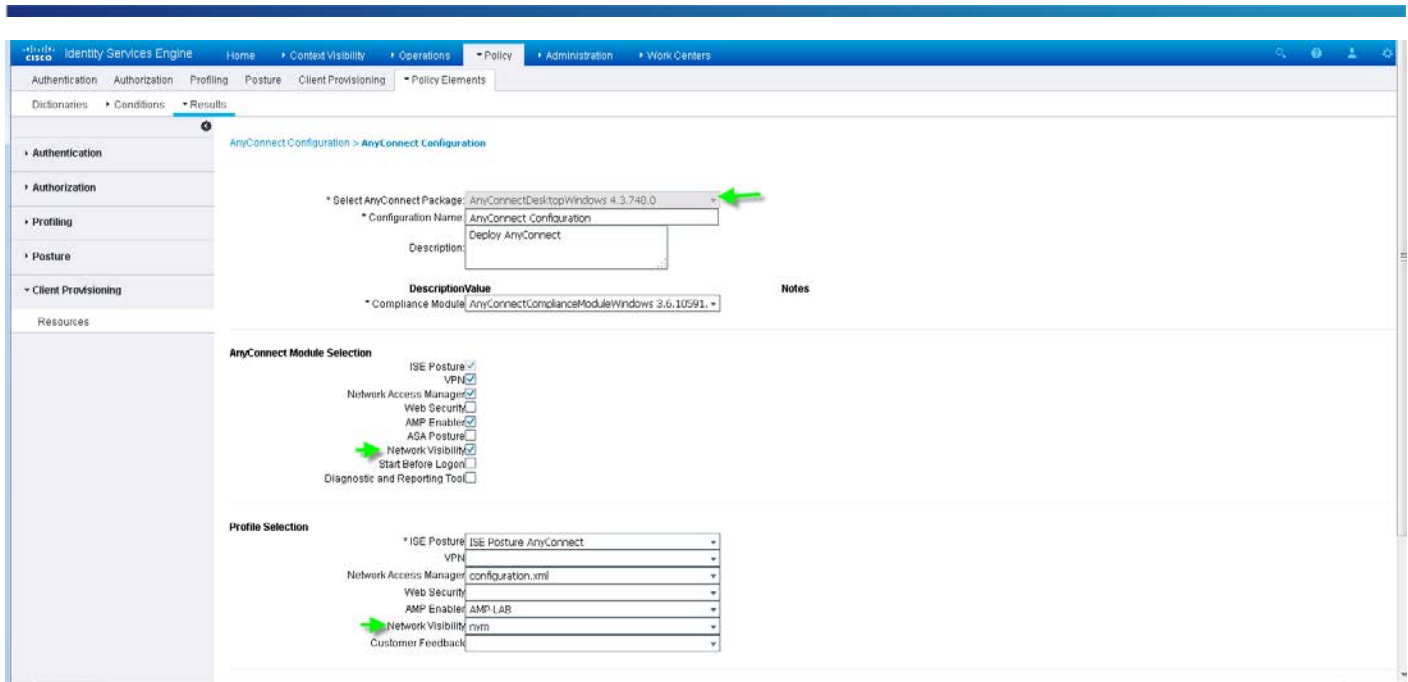 CISCO Identity Services Engine Home Context Visibility Operations Policy Administration Work Centers
Authentication Authorization Profiling Posture Client Provisioning Policy Elements
Dictionaries Conditions Results
AnyConnect Configuration > AnyConnect Configuration
Authentication
Authorization
Profiling
Posture
Client Provisioning
Resources
* Select AnyConnect Package: AnyConnectDesktopWindows 4.3.748.0
* Configuration Name: AnyConnect Configuration
Description: Deploy AnyConnect
DescriptionValue Notes
* Compliance Module AnyConnectComplianceModuleWindows 3.6.10591.
AnyConnect Module Selection
ISE Posture
VPN
Network Access Manager
Web Security
AMP Enabler
ASA Posture
Network Visibility
Start Before Logon
Diagnostic and Reporting Tool
Profile Selection
* ISE Posture ISE Posture AnyConnect
VPN
Network Access Manager configuration.xml
Web Security
AMP Enabler AMP-LAB
Network Visibility nvm
Customer Feedback